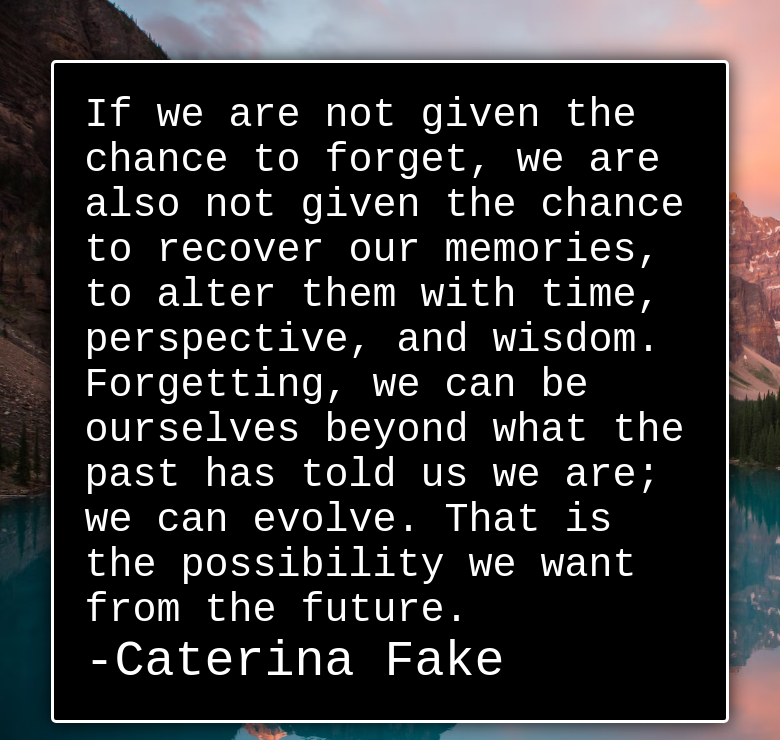 If we are not given the
chance to forget, we are
also not given the chance
to recover our memories,
to alter them with time,
perspective, and wisdom.
Forgetting, we can be
ourselves beyond what the
past has told us we are;
we can evolve. That is
the possibility we want
from the future.
-Caterina Fake